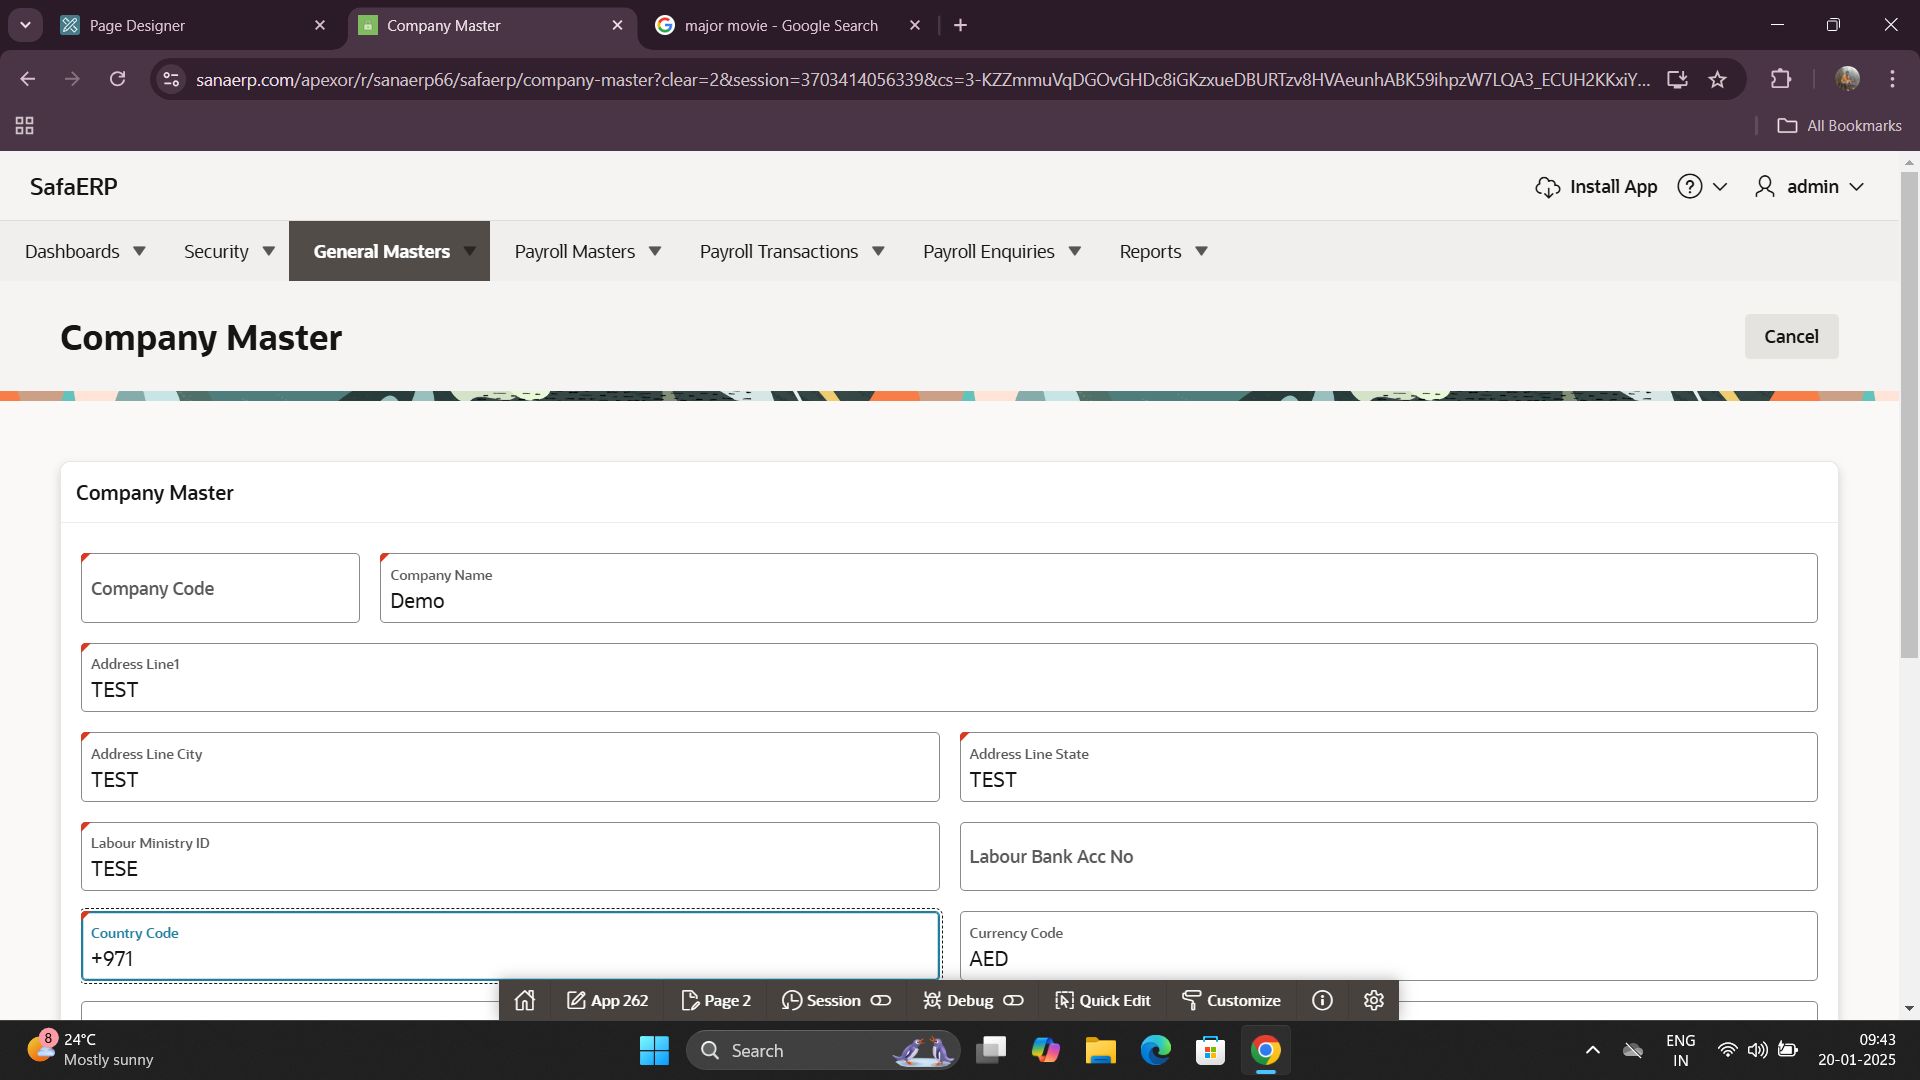 Page Designer
Company Master
major movie - Google Search
sanaerp.com/apexor/r/sanaerp66/safaerp/company-master?clear=2&session=3703414056339&cs=3-KZZmmuVqDGOvGHDc8iGKzxueDBURTzv8HVAeunhABK59ihpzW7LQA3_ECUH2KKxiY...
All Bookmarks
SafaERP
Install App
admin
Dashboards
Security
General Masters
Payroll Masters
Payroll Transactions
Payroll Enquiries
Reports
Company Master
Cancel
Company Master
Company Code
Company Name
Demo
Address Line1
TEST
Address Line City
TEST
Address Line State
TEST
Labour Ministry ID
TESE
Labour Bank Acc No
Country Code
+971
Currency Code
AED
App 262
Page 2
Session
Debug
Quick Edit
Customize
8
24°C
Mostly sunny
Search
ENG
IN
09:43
20-01-2025